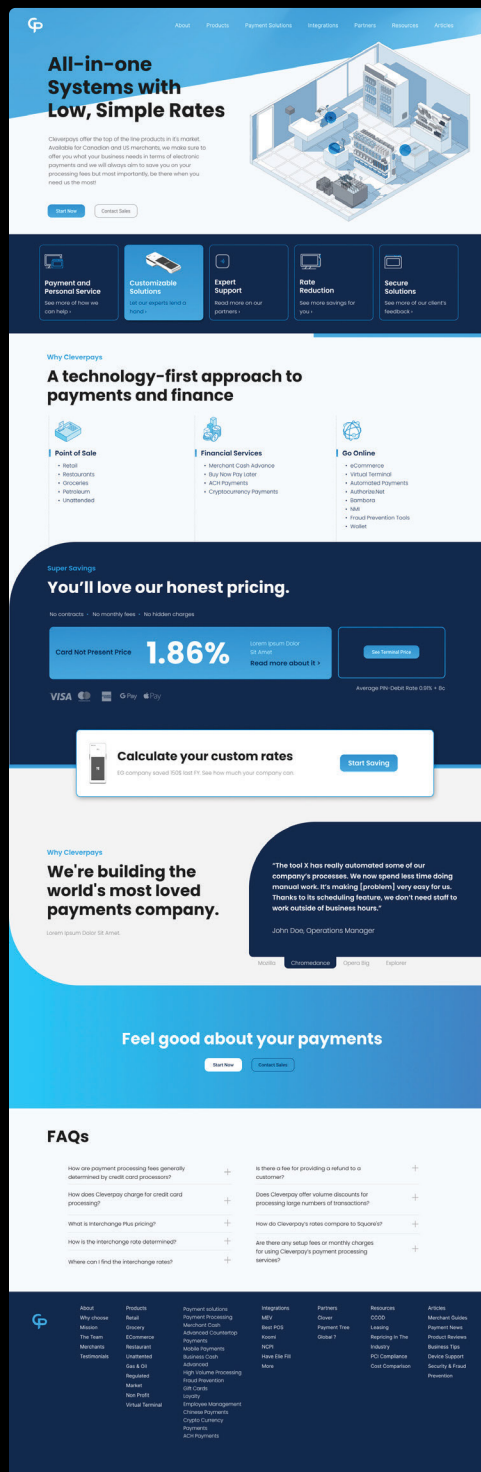 CP
About Products Payment Solutions Integrations Partners Resources Articles
All-in-one
Systems with
Low, Simple Rates
Cleverpays offer the top of the line products in it's market.
Available for Canadian and US merchants, we make sure to
offer you what your business needs in terms of electronic
payments and we will always aim to save you on your
processing fees but most importantly, be there when you
need us the most!
Start Now Contact Sales
Payment and
Personal Service
See more of how we
can help ›
Customizable
Solutions
Let our experts lend a
hand ›
Expert
Support
Read more on our
partners ›
Rate
Reduction
See more savings for
you ›
Secure
Solutions
See more of our client's
feedback ›
Why Cleverpays
A technology-first approach to
payments and finance
Point of Sale
• Retail
• Restaurants
• Groceries
• Petroleum
• Unattended
Financial Services
• Merchant Cash Advance
• Buy Now Pay Later
• ACH Payments
• Cryptocurrency Payments
Go Online
• eCommerce
• Virtual Terminal
• Automated Payments
• Authorize.Net
• Bambora
• NMI
• Fraud Prevention Tools
• Wallet
Super Savings
You'll love our honest pricing.
No contracts - No monthly fees - No hidden charges
Card Not Present Price
1.86%
Lorem Ipsum Dolor
Sit Amet
Read more about it >
See Terminal Price
VISA G Pay Pay
Average PIN-Debit Rate 0.91% + 8c
Calculate your custom rates
EG company saved 150$ last FY. See how much your company can.
Start Saving
Why Cleverpays
We're building the
world's most loved
payments company.
Lorem Ipsum Dolor Sit Amet.
"The tool X has really automated some of our
company's processes. We now spend less time doing
manual work. It's making [problem] very easy for us.
Thanks to its scheduling feature, we don't need staff to
work outside of business hours."
John Doe, Operations Manager
Mozilla Chromedance Opera Big Explorer
Feel good about your payments
Start Now Contact Sales
FAQs
How are payment processing fees generally
determined by credit card processors?
How does Cleverpay charge for credit card
processing?
What is Interchange Plus pricing?
How is the interchange rate determined?
Where can I find the interchange rates?
Is there a fee for providing a refund to a
customer?
Does Cleverpay offer volume discounts for
processing large numbers of transactions?
How do Cleverpay's rates compare to Square's?
Are there any setup fees or monthly charges
for using Cleverpay's payment processing
services?
CP
About
Why choose
Mission
The Team
Merchants
Testimonials
Products
Retail
Grocery
ECommerce
Restaurant
Unattented
Gas & Oil
Regulated
Market
Non Profit
Virtual Terminal
Payment solutions
Payment Processing
Merchant Cash
Advanced Countertop
Payments
Mobile Payments
Business Cash
Advanced
High Volume Processing
Fraud Prevention
Gift Cards
Loyalty
Employee Management
Chinese Payments
Crypto Currency
Payments
ACH Payments
Integrations
MEV
Best POS
Koomi
NCPI
Have Elle Fill
More
Partners
Clover
Payment Tree
Global ?
Resources
CCOD
Leasing
Repricing In The
Industry
PCI Compliance
Cost Comparison
Articles
Merchant Guides
Payment News
Product Reviews
Business Tips
Device Support
Security & Fraud
Prevention